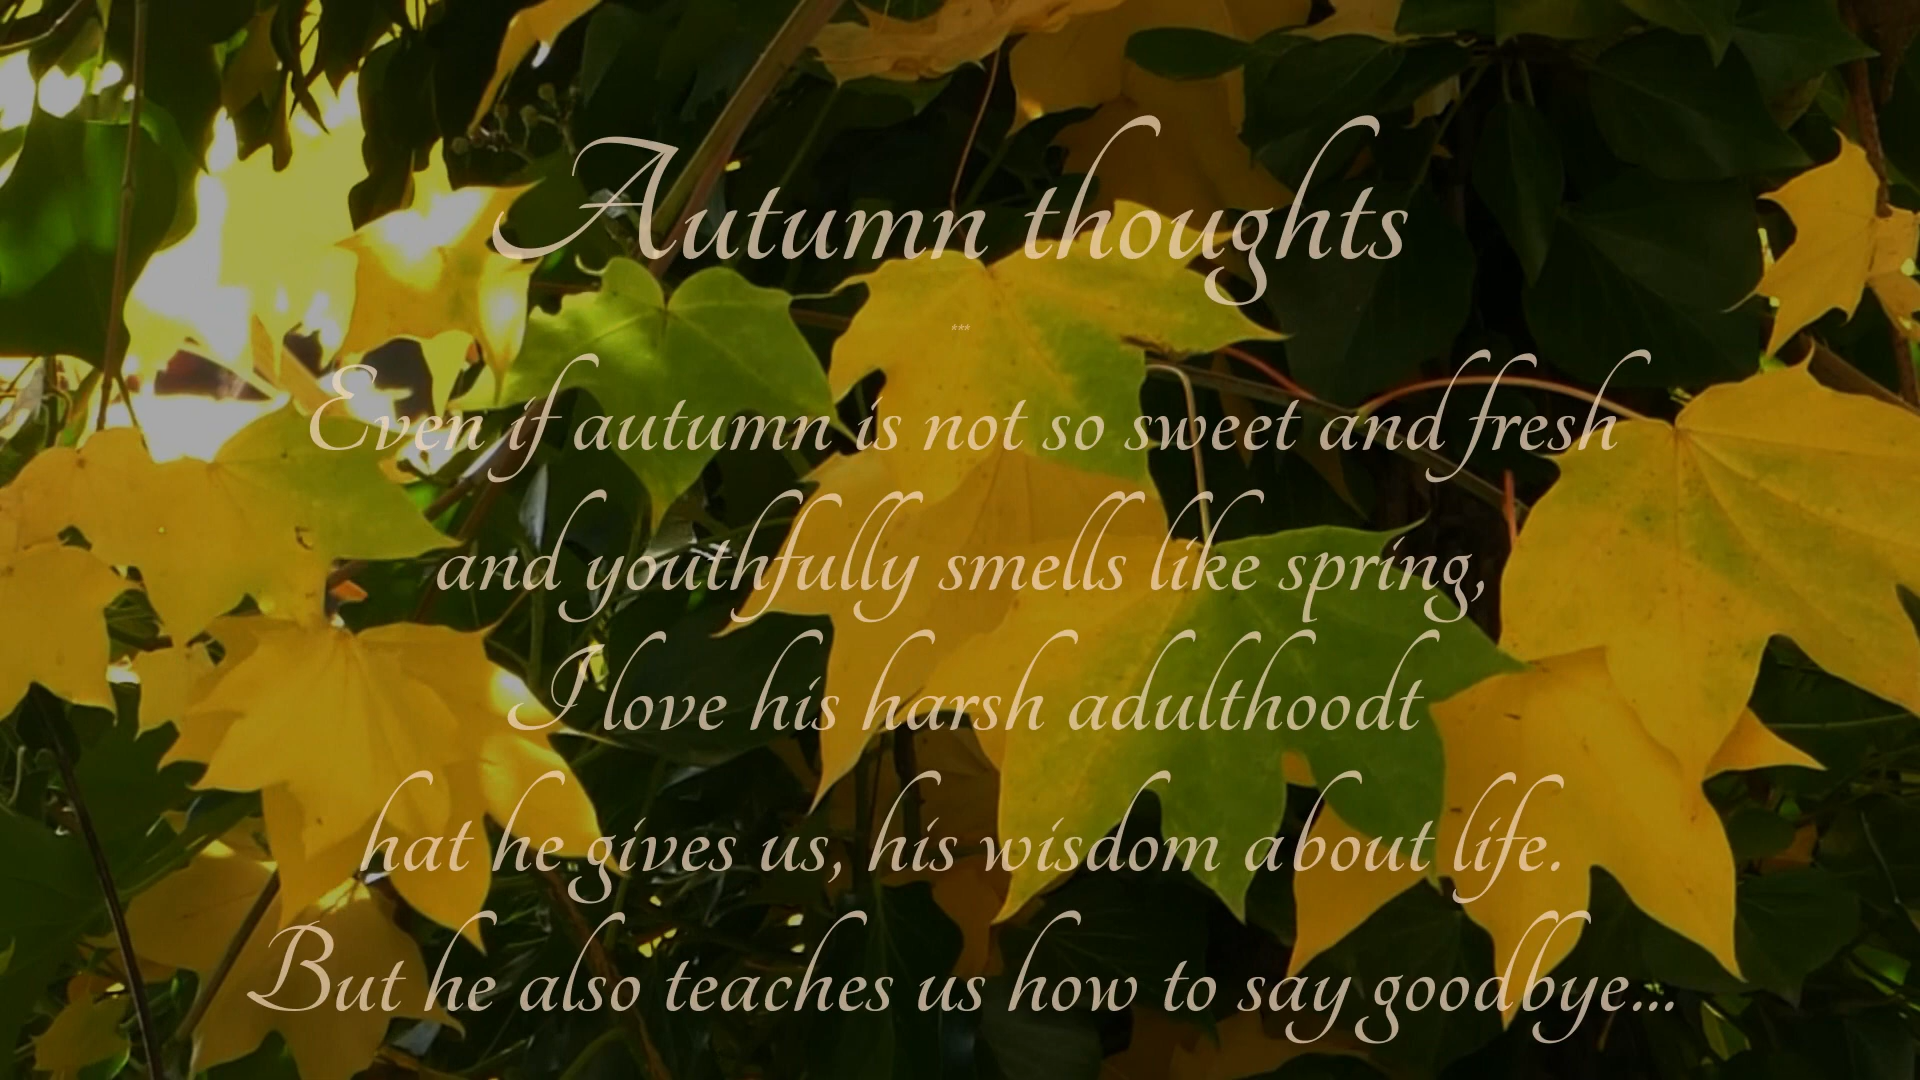 Autumn thoughts
***
Even if autumn is not so sweet and fresh
and youthfully smells like spring,
I love his harsh adulthoodt
hat he gives us, his wisdom about life.
But he also teaches us how to say goodbye...